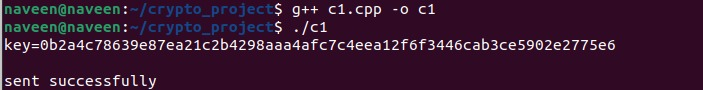 naveen@naveen:~/crypto_project$ g++ c1.cpp -o c1
naveen@naveen:~/crypto_project$ ./c1
key=0b2a4c78639e87ea21c2b4298aaa4afc7c4eea12f6f3446cab3ce5902e2775e6
sent successfully